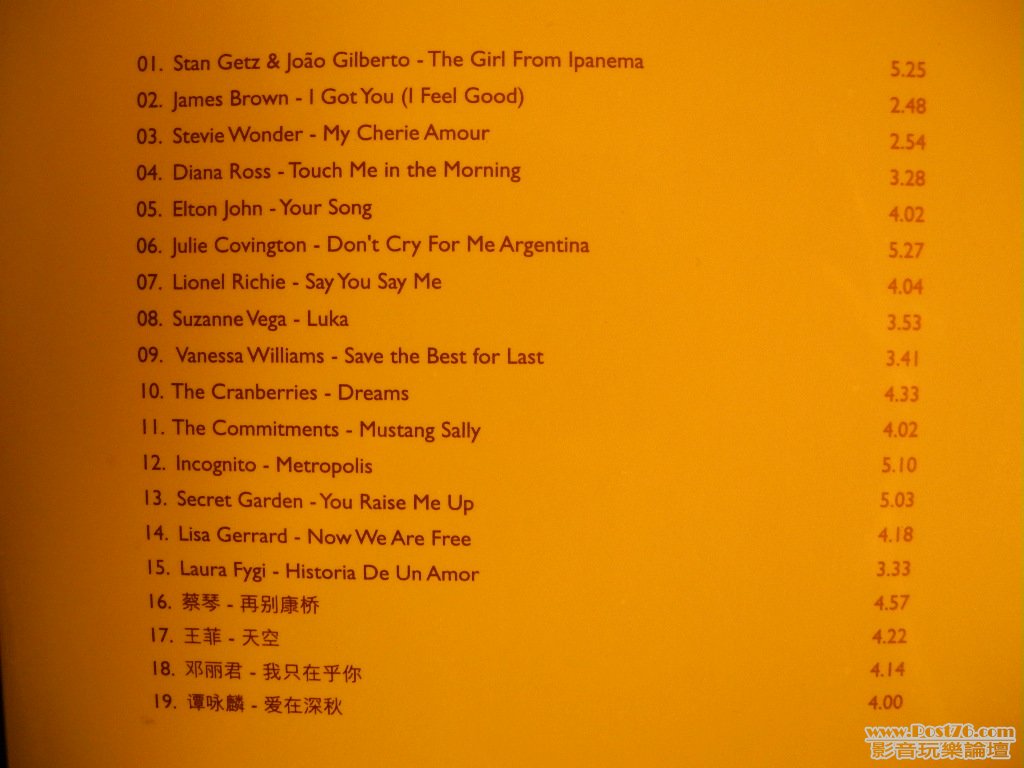 01. Stan Getz & João Gilberto - The Girl From Ipanema 5.25
02. James Brown - I Got You (I Feel Good) 2.48
03. Stevie Wonder - My Cherie Amour 2.54
04. Diana Ross - Touch Me in the Morning 3.28
05. Elton John - Your Song 4.02
06. Julie Covington - Don't Cry For Me Argentina 5.27
07. Lionel Richie - Say You Say Me 4.04
08. Suzanne Vega - Luka 3.53
09. Vanessa Williams - Save the Best for Last 3.41
10. The Cranberries - Dreams 4.33
11. The Commitments - Mustang Sally 4.02
12. Incognito - Metropolis 5.10
13. Secret Garden - You Raise Me Up 5.03
14. Lisa Gerrard - Now We Are Free 4.18
15. Laura Fygi - Historia De Un Amor 3.33
16. 蔡琴 - 再别康桥 4.57
17. 王菲 - 天空 4.22
18. 邓丽君 - 我只在乎你 4.14
19. 谭咏麟 - 爱在深秋 4.00
www.Post76.com
影音玩樂論壇